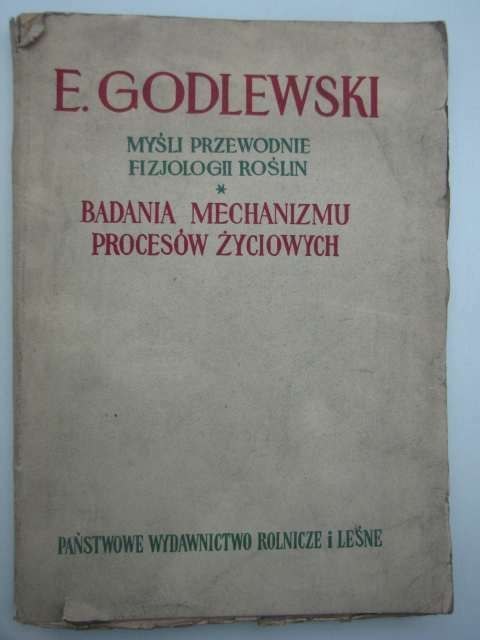 E. GODLEWSKI
MYŚLI PRZEWODNIE
FIZJOLOGII ROŚLIN
*
BADANIA MECHANIZMU
PROCESÓW ŻYCIOWYCH
PAŃSTWOWE WYDAWNICTWO ROLNICZE i LEŚNE